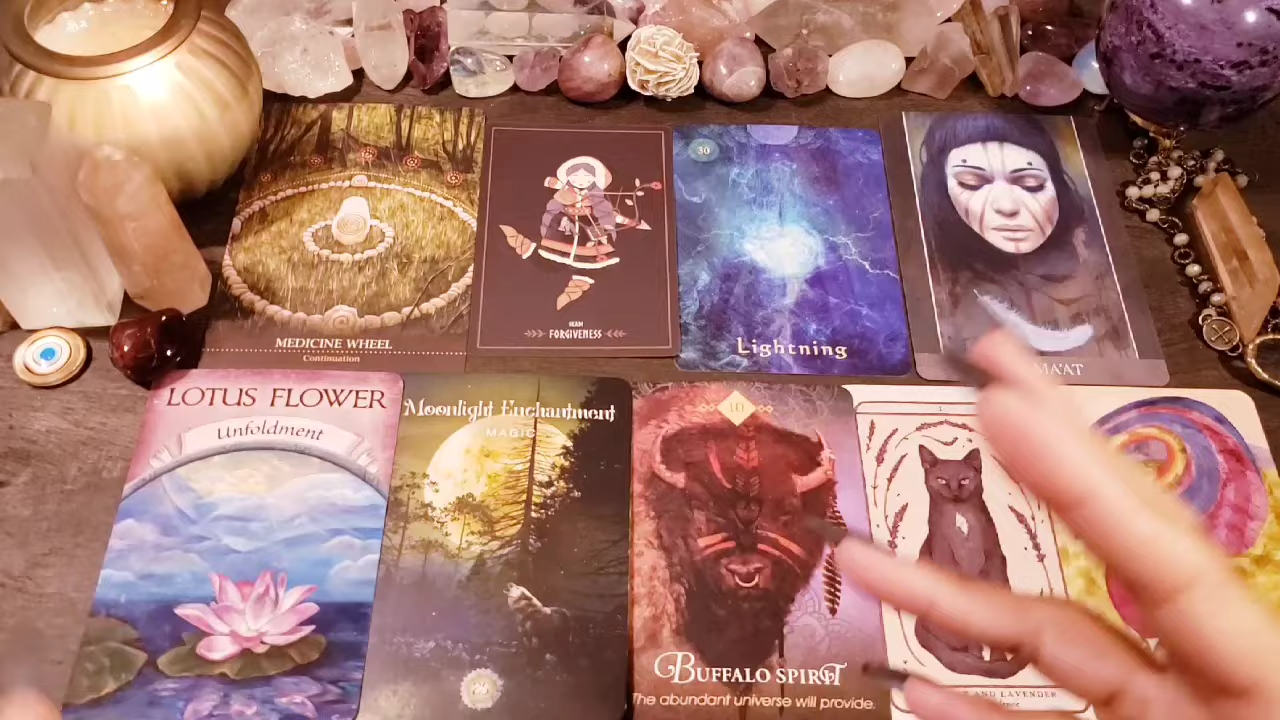 MEDICINE WHEEL
Continuation
FORGIVENESS
30
Lightning
MA'AT
LOTUS FLOWER
Unfoldment
Moonlight Enchantment
MAGIC
10
BUFFALO SPIRIT
The abundant universe will provide.
AND LAVENDER